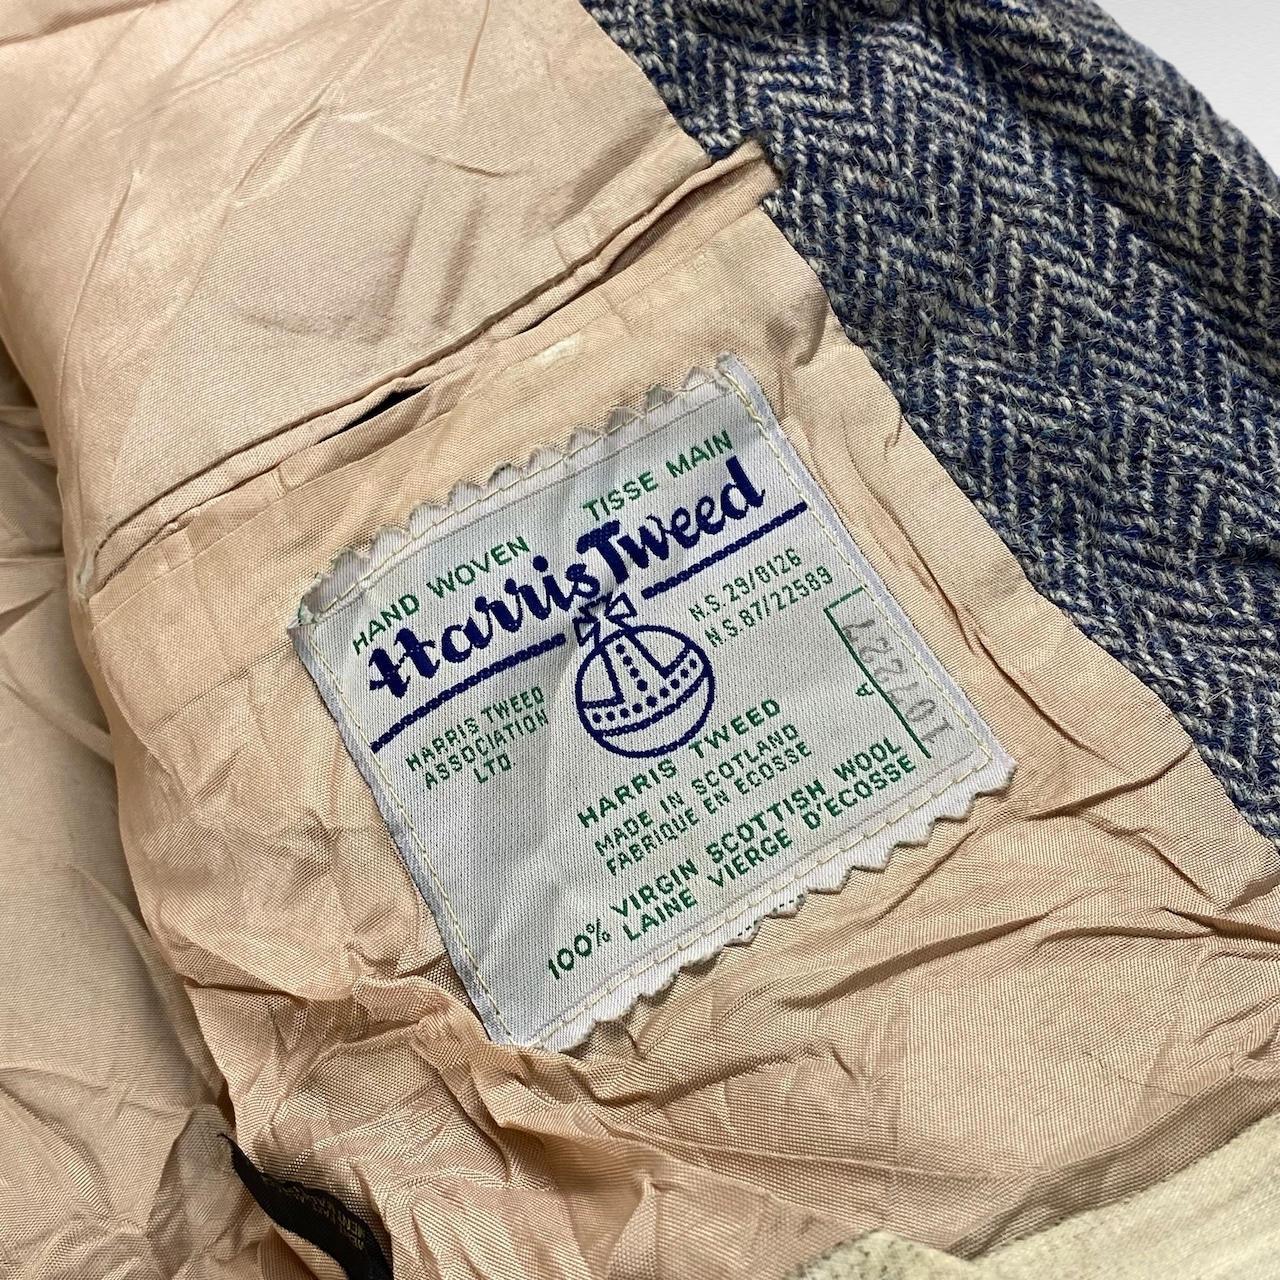 HAND WOVEN TISSE MAIN
Harris Tweed
N.S. 29/0126
N.S. 87/22589
HARRIS TWEED
ASSOCIATION
LTD
A
107227
HARRIS TWEED
MADE IN SCOTLAND
FABRIQUE EN ECOSSE
100% VIRGIN SCOTTISH WOOL
LAINE VIERGE D'ECOSSE